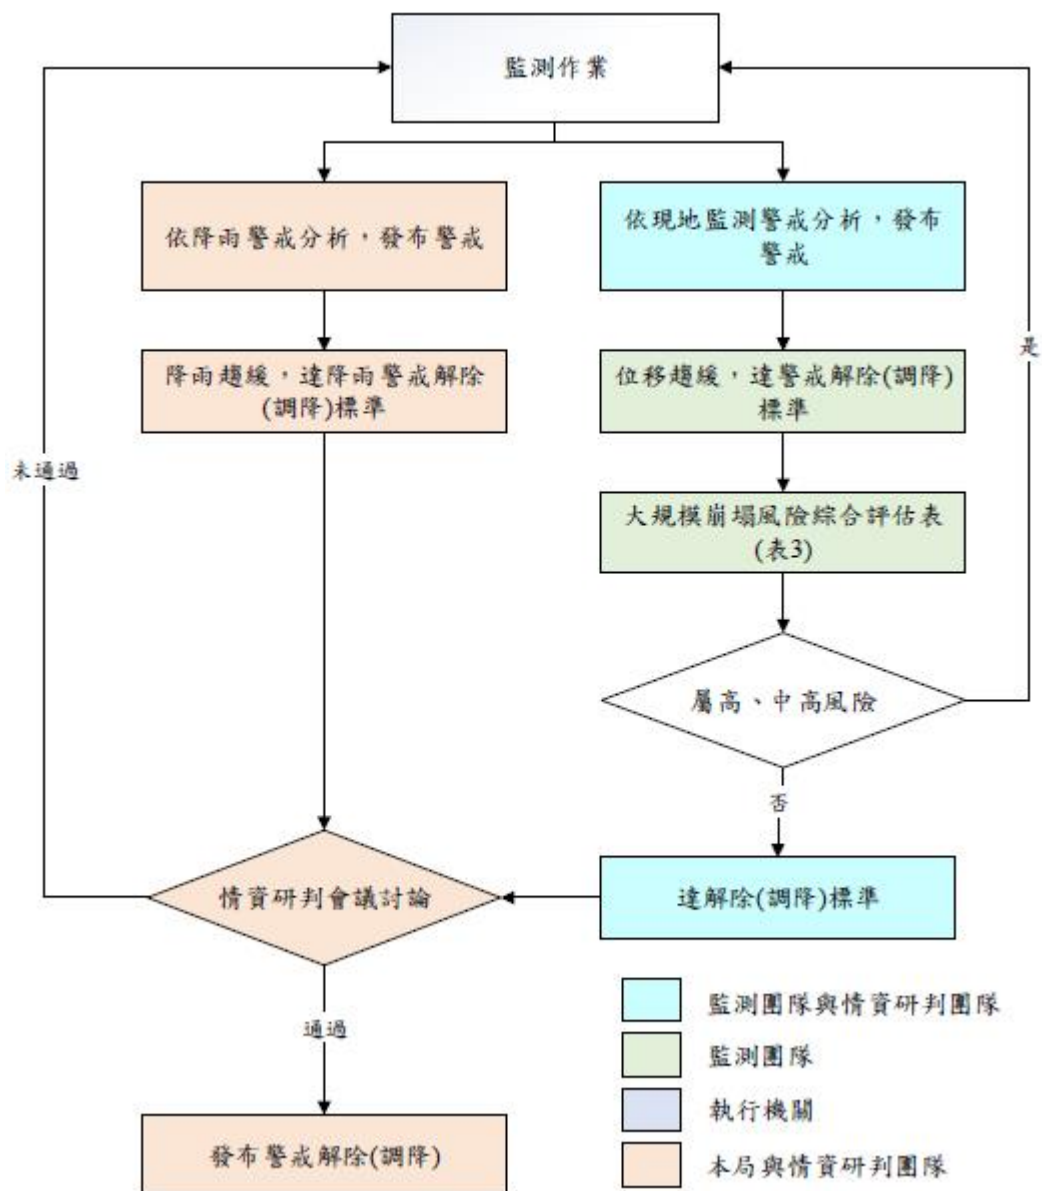 監測作業
依降雨警戒分析，發布警戒
依現地監測警戒分析，發布
警戒
是
降雨趨緩，達降雨警戒解除
(調降)標準
位移趨緩，達警戒解除(調降)
標準
未通過
大規模崩塌風險綜合評估表
(表3)
屬高、中高風險
否
情資研判會議討論
達解除(調降)標準
通過
發布警戒解除(調降)
監測團隊與情資研判團隊
監測團隊
執行機關
本局與情資研判團隊